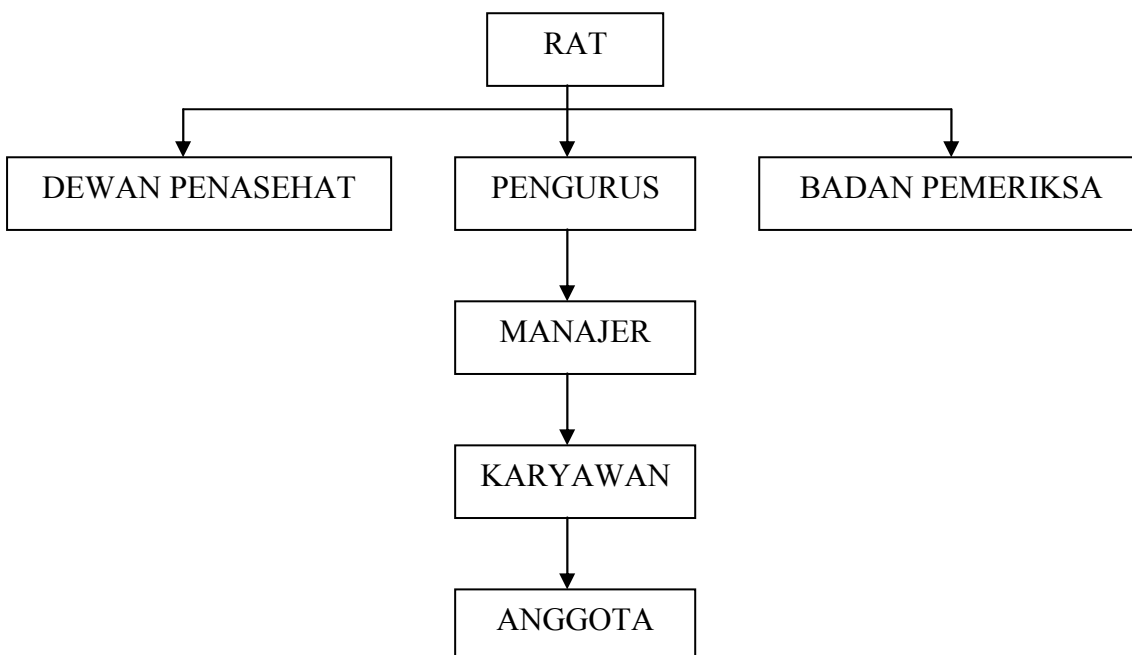 RAT
DEWAN PENASEHAT
PENGURUS
BADAN PEMERIKSA
MANAJER
KARYAWAN
ANGGOTA